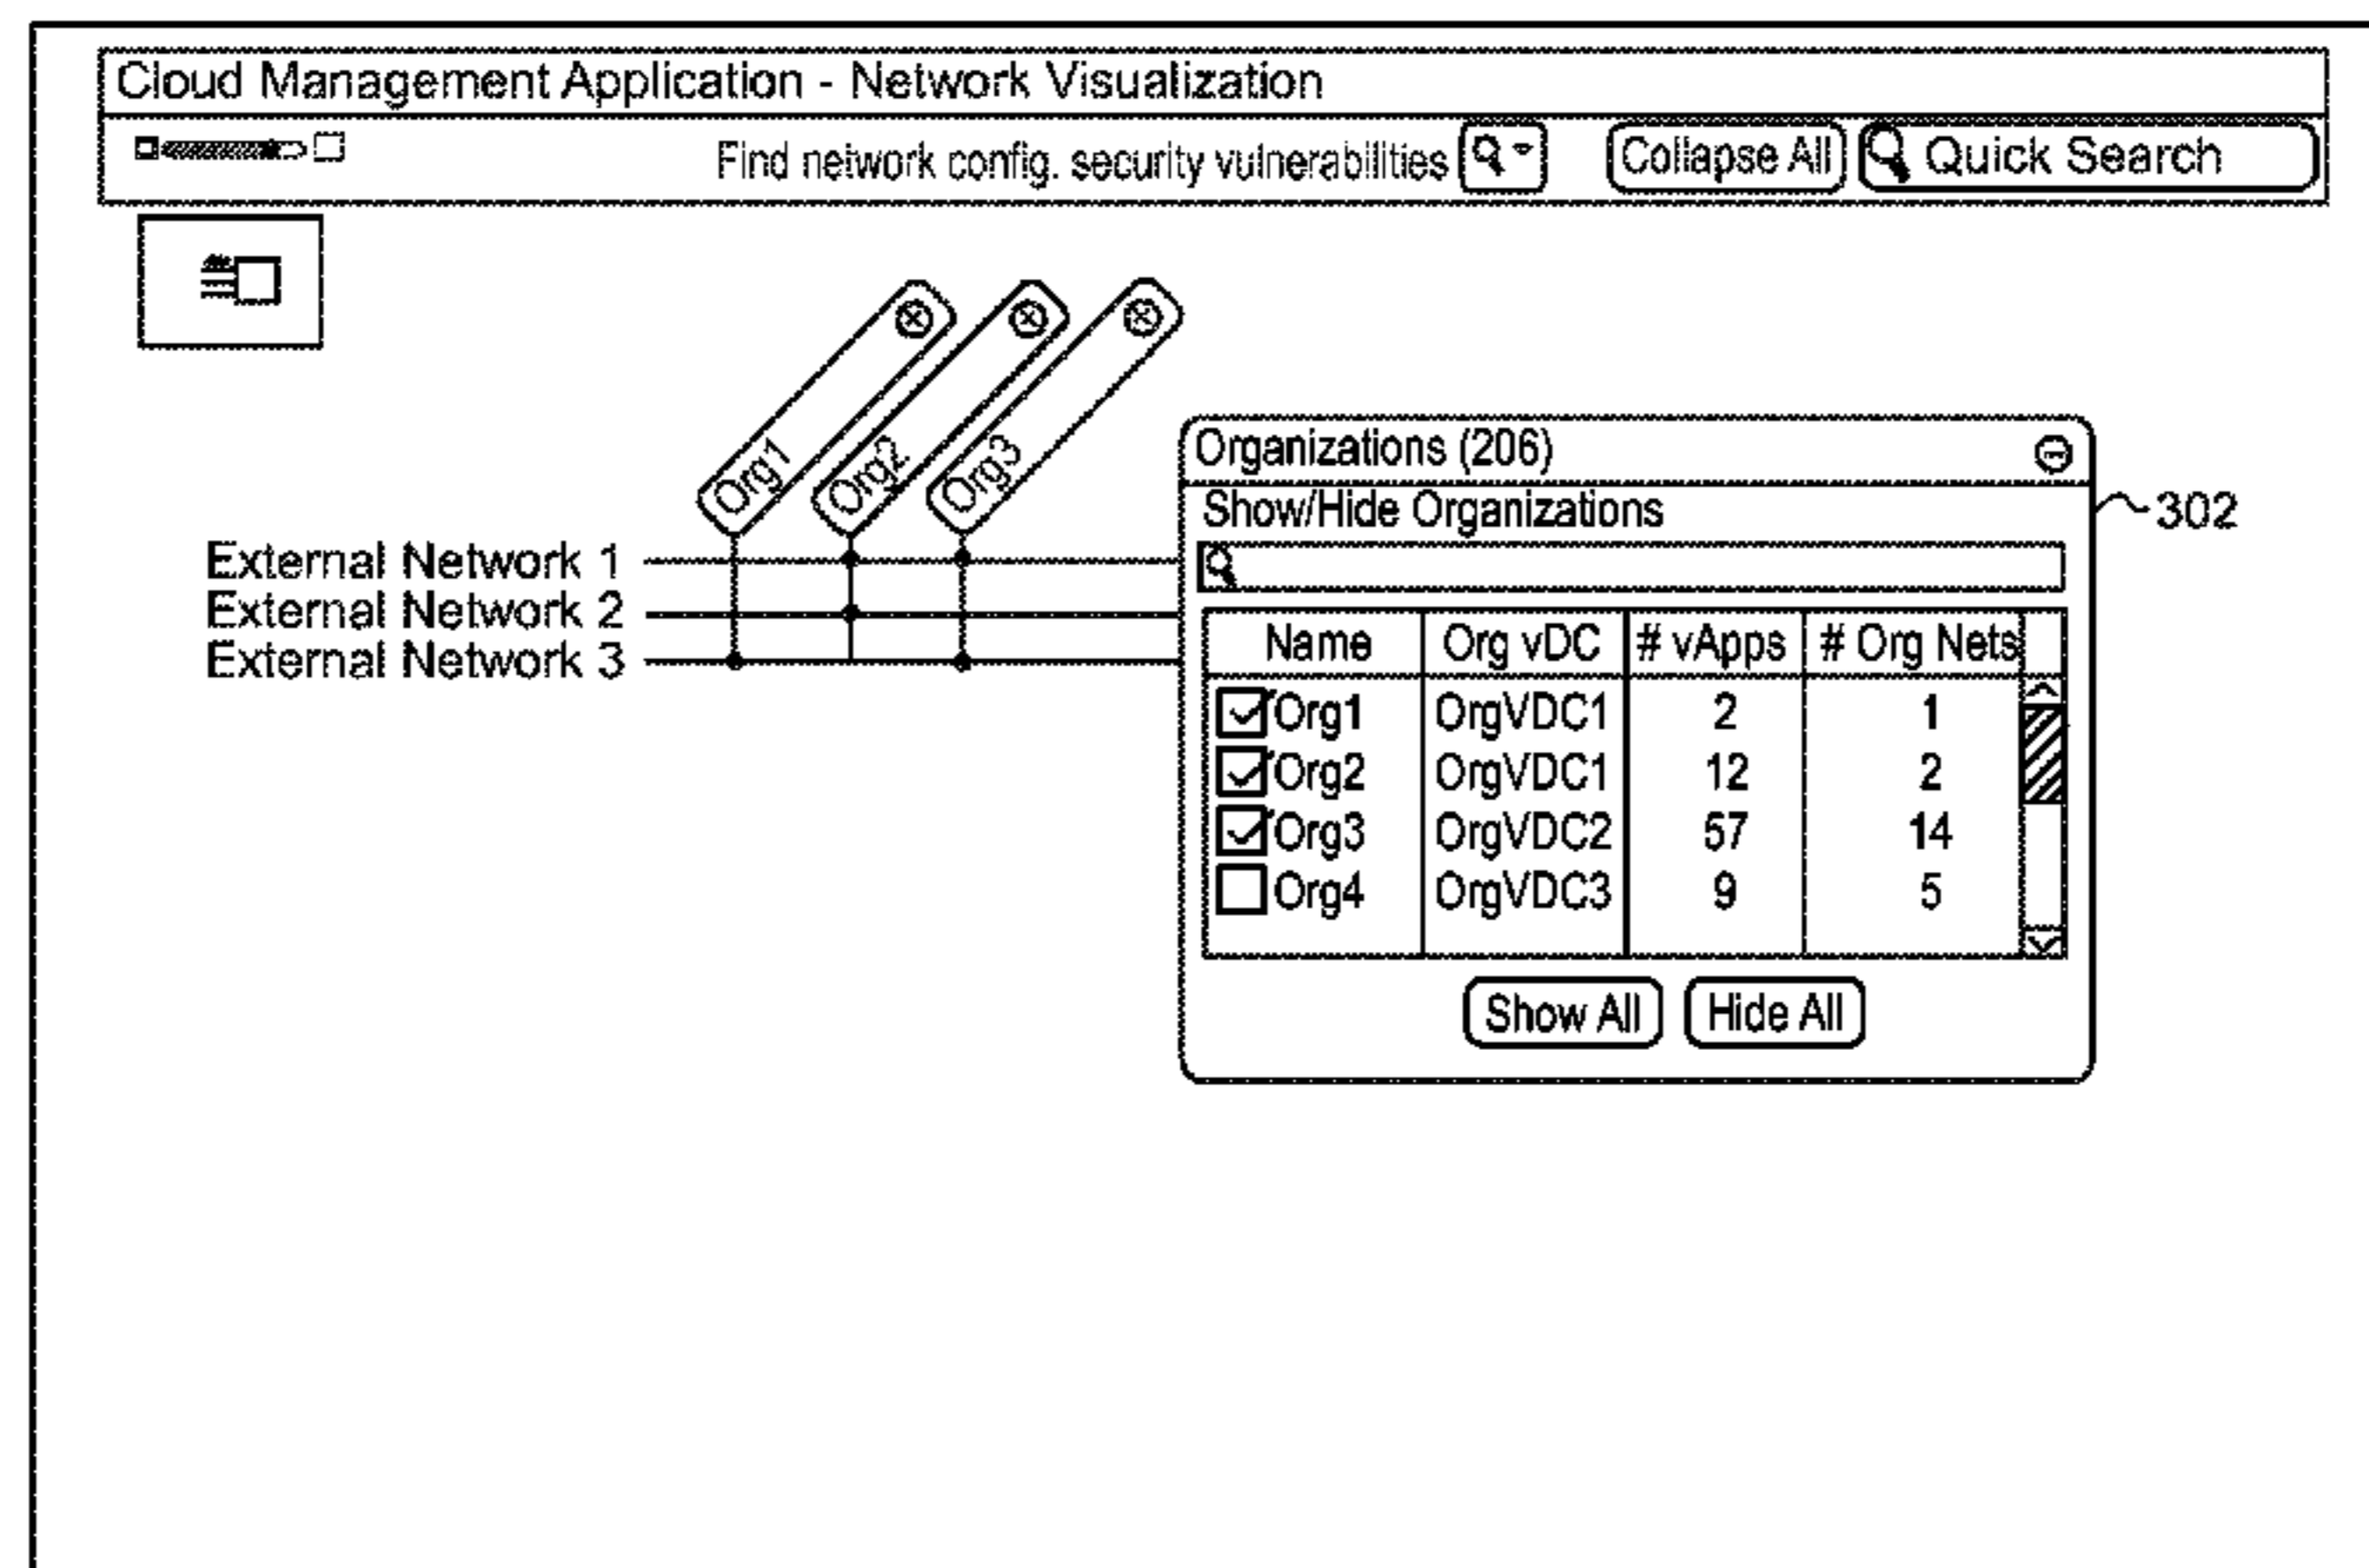 Cloud Management Application - Network Visualization
Find network config. security vulnerabilities Collapse All Quick Search
Org1 Org2 Org3
Organizations (206)
Show/Hide Organizations
302
External Network 1
External Network 2
External Network 3
Name Org vDC # vApps # Org Nets
Org1 OrgVDC1 2 1
Org2 OrgVDC1 12 2
Org3 OrgVDC2 57 14
Org4 OrgVDC3 9 5
Show All Hide All